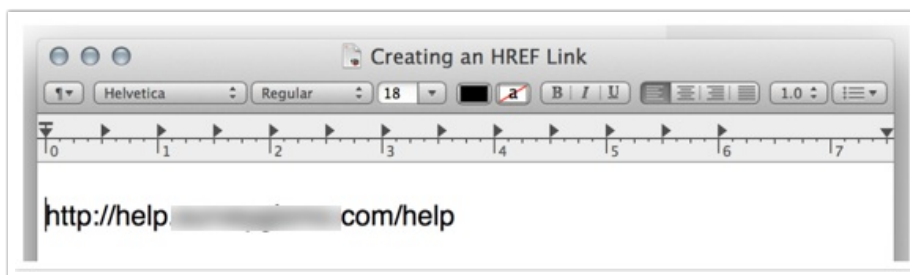 Creating an HREF Link
¶ Helvetica Regular 18 a B I U 1.0
0 1 2 3 4 5 6 7
http://help. com/help